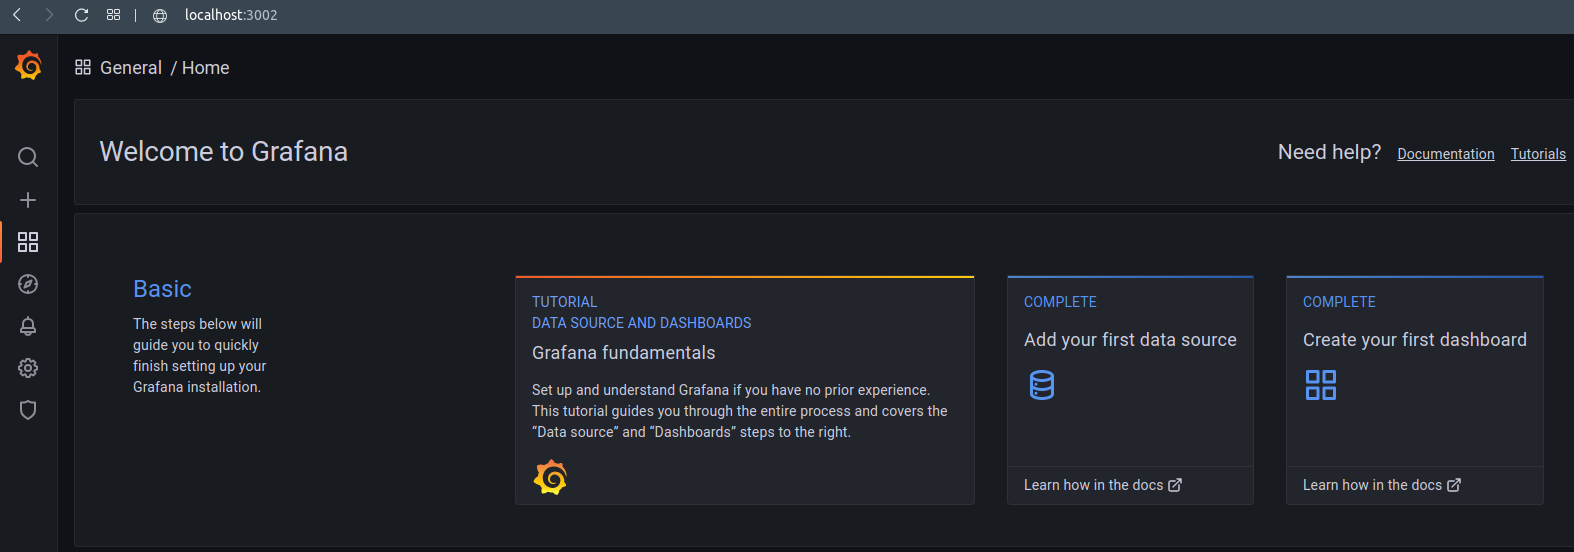 localhost:3002
General / Home
Welcome to Grafana
Need help? Documentation Tutorials
Basic
The steps below will
guide you to quickly
finish setting up your
Grafana installation.
TUTORIAL
DATA SOURCE AND DASHBOARDS
Grafana fundamentals
Set up and understand Grafana if you have no prior experience.
This tutorial guides you through the entire process and covers the
“Data source” and “Dashboards” steps to the right.
COMPLETE
Add your first data source
Learn how in the docs
COMPLETE
Create your first dashboard
Learn how in the docs